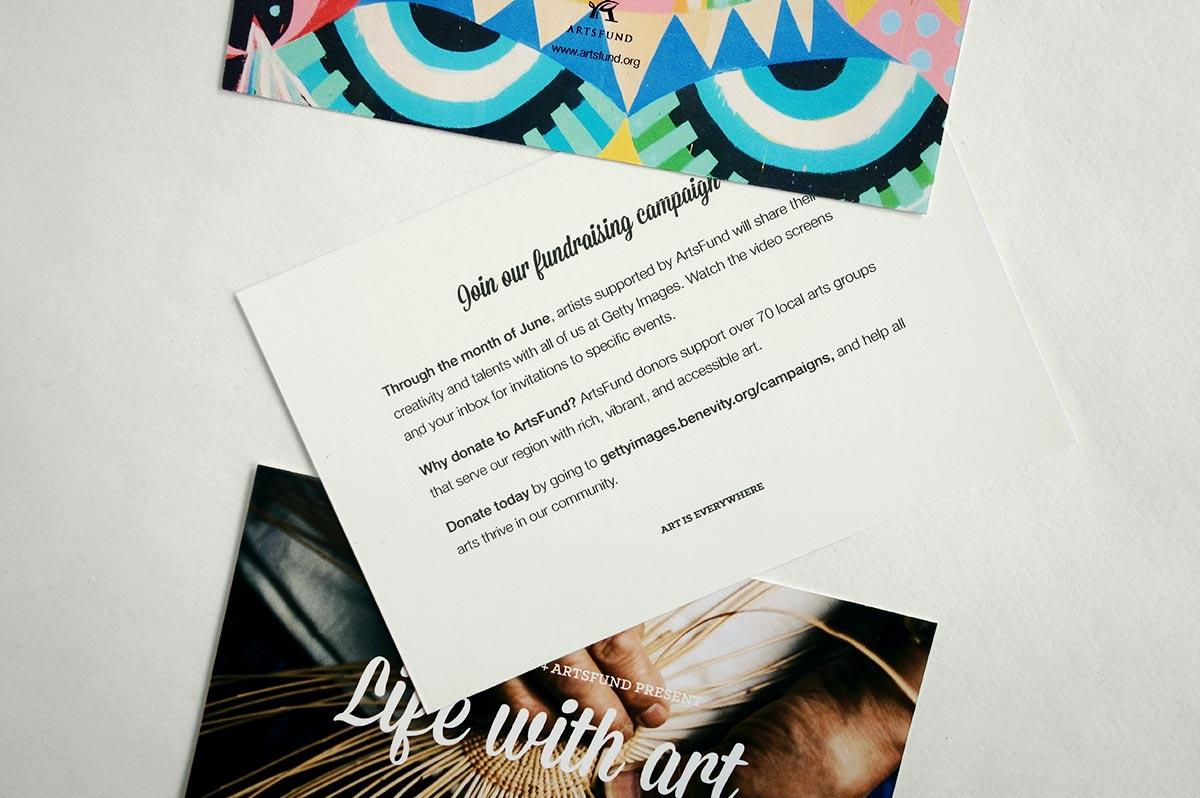 ARTSFUND
www.artsfund.org
Join our fundraising campaign
Through the month of June, artists supported by ArtsFund will share their
creativity and talents with all of us at Getty Images. Watch the video screens
and your inbox for invitations to specific events.
Why donate to ArtsFund? ArtsFund donors support over 70 local arts groups
that serve our region with rich, vibrant, and accessible art.
Donate today by going to gettyimages.benevity.org/campaigns, and help all
arts thrive in our community.
ART IS EVERYWHERE
+ ARTSFUND PRESENT
Life with art